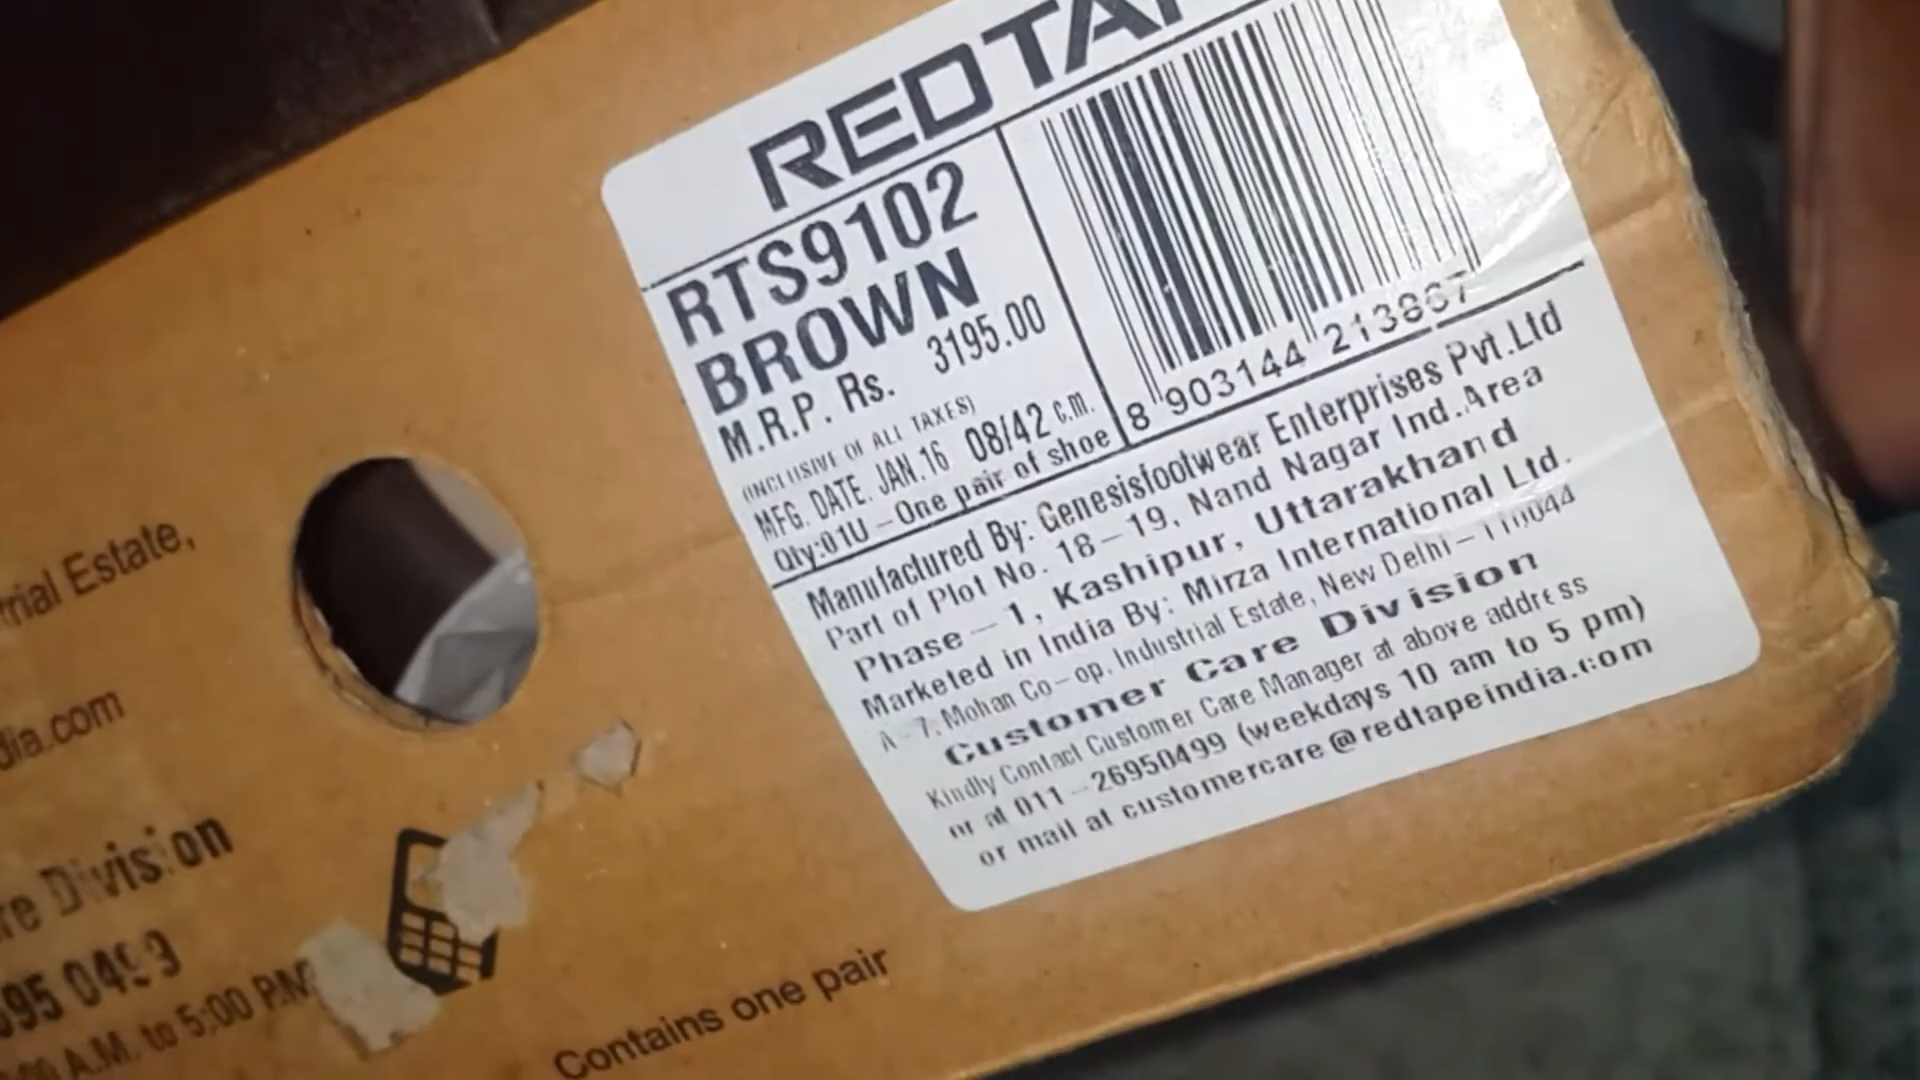 REDTAP
RTS9102
BROWN
M.R.P. Rs. 3195.00
(INCLUSIVE OF ALL TAXES)
MFG. DATE. JAN.16 08/42 c.m.
Qty:01U - One pair of shoe
8 903144 213867
Manufactured By: Genesisfootwear Enterprises Pvt.Ltd
Part of Plot No. 18-19, Nand Nagar Ind.Area
Phase - 1, Kashipur, Uttarakhand
Marketed in India By: Mirza International Ltd.
A-7, Mohan Co-op. Industrial Estate, New Delhi-110044
Customer Care Division
Kindly Contact Customer Care Manager at above address
or at 011-26950499 (weekdays 10 am to 5 pm)
or mail at customercare@redtapeindia.com
Estate,
dia.com
re Division
695 0499
A.M. to 5:00 P.M
Contains one pair